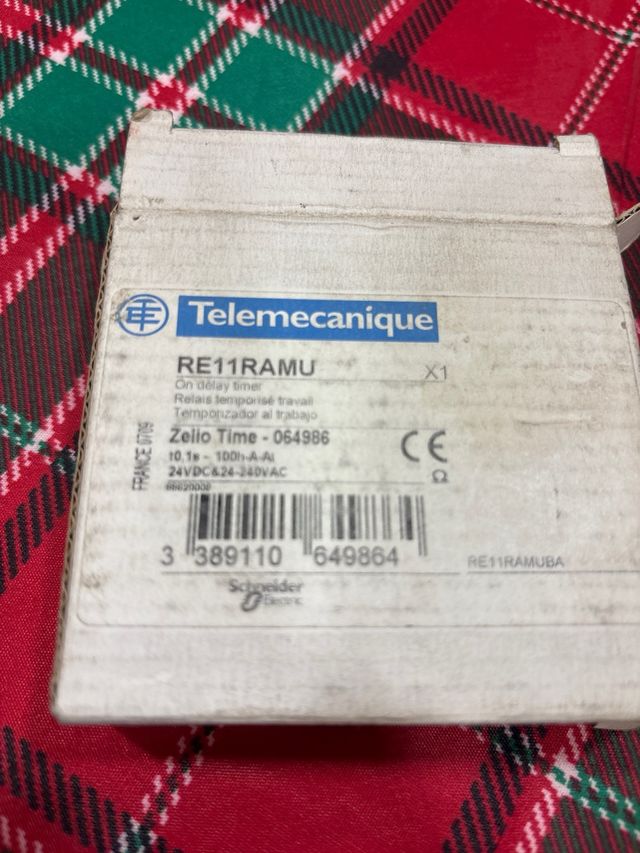 Telemecanique
RE11RAMU X1
On delay timer
Relais temporisé travail
Temporizador al trabajo
Zelio Time - 064986
t0,1s - 100h-A-At
24VDC&24-240VAC
CE
Ω
FRANCE 0709
3 389110 649864
RE11RAMUBA
Schneider
Electric